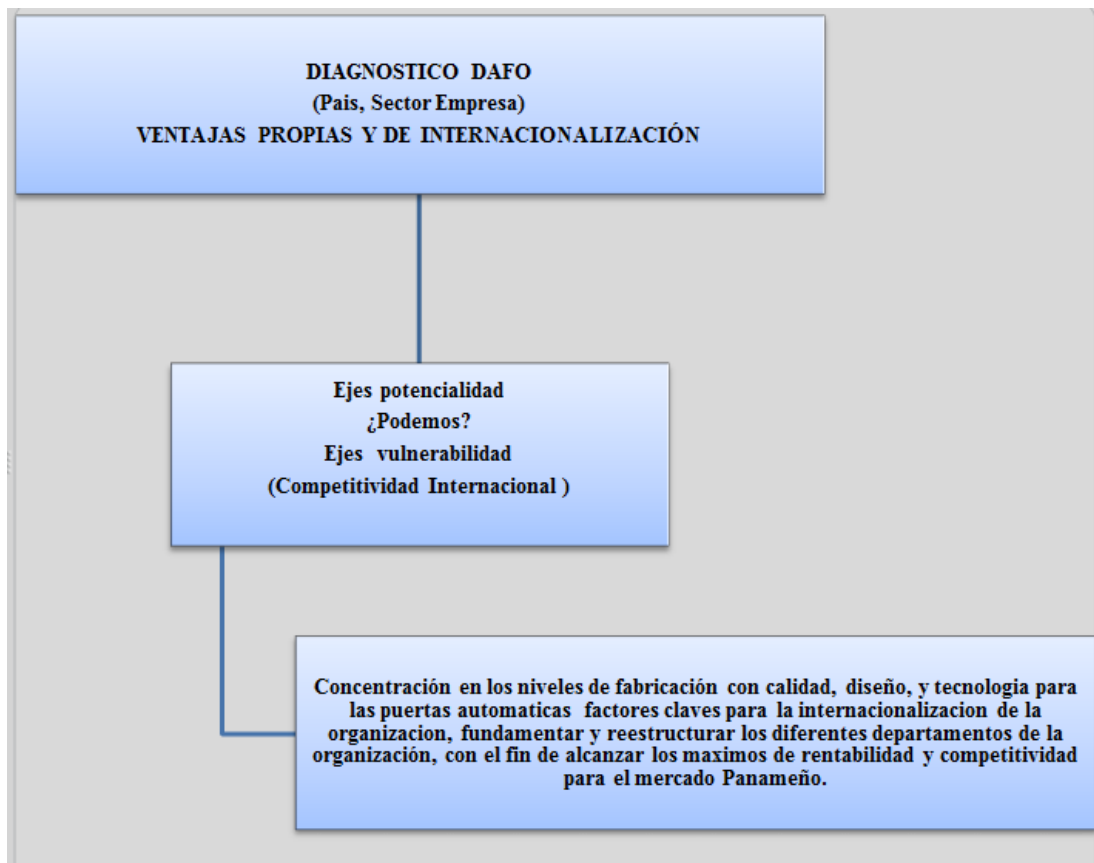 DIAGNOSTICO DAFO
(Pais, Sector Empresa)
VENTAJAS PROPIAS Y DE INTERNACIONALIZACIÓN
Ejes potencialidad
¿Podemos?
Ejes vulnerabilidad
(Competitividad Internacional )
Concentración en los niveles de fabricación con calidad, diseño, y tecnologia para
las puertas automaticas factores claves para la internacionalizacion de la
organizacion, fundamentar y reestructurar los diferentes departamentos de la
organización, con el fin de alcanzar los maximos de rentabilidad y competitividad
para el mercado Panameño.